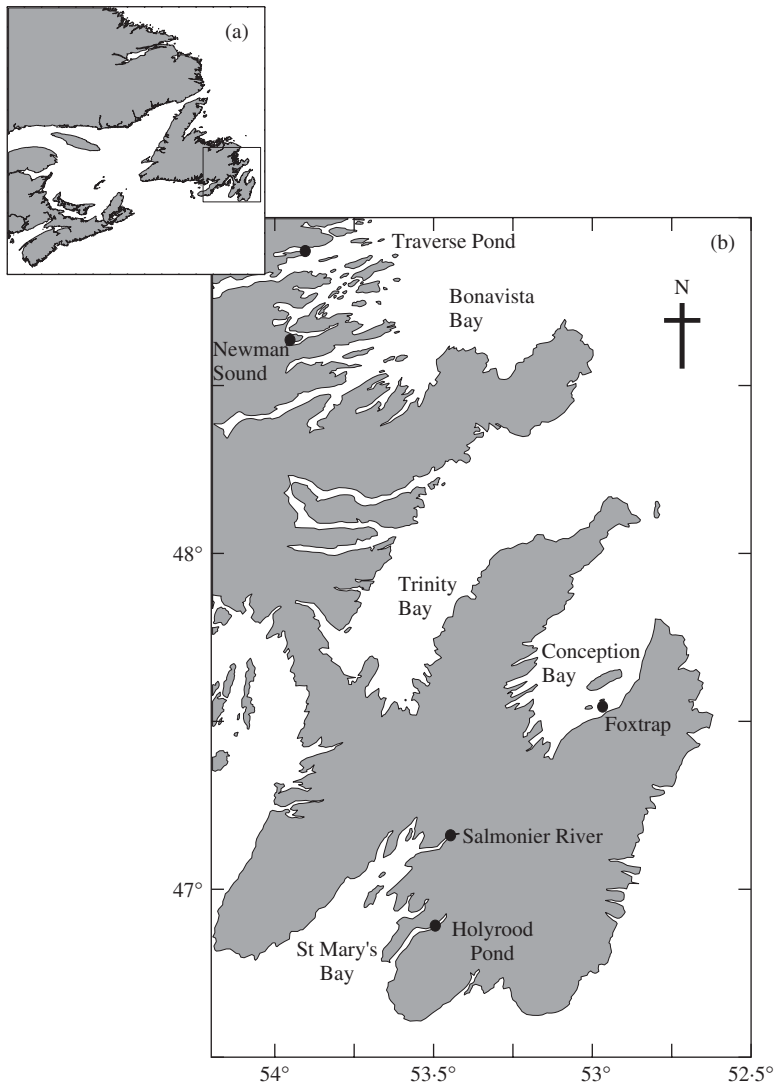 (a)
(b)
Traverse Pond
Bonavista
Bay
N
Newman
Sound
48°
Trinity
Bay
Conception
Bay
Foxtrap
Salmonier River
47°
Holyrood
Pond
St Mary's
Bay
54°
53·5°
53°
52·5°